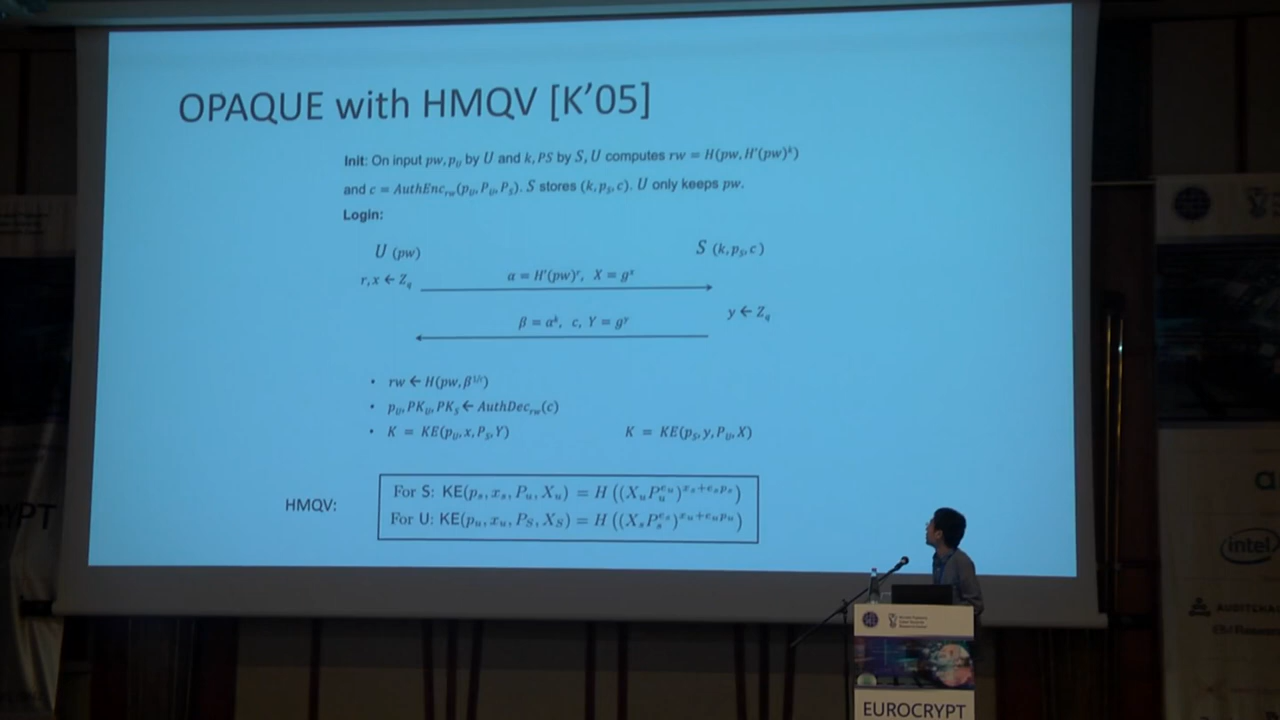 OPAQUE with HMQV [K’05]
Init: On input pw, p_U by U and k, PS by S, U computes rw = H(pw, H'(pw)^k)
and c = AuthEnc_rw(p_U, P_U, P_S). S stores (k, p_S, c). U only keeps pw.
Login:
U (pw) S (k, p_S, c)
r, x ← Z_q α = H'(pw)^r, X = g^x
β = α^k, c, Y = g^y y ← Z_q
• rw ← H(pw, β^{1/r})
• p_U, PK_U, PK_S ← AuthDec_rw(c)
• K = KE(p_U, x, P_S, Y) K = KE(p_S, y, P_U, X)
HMQV:
For S: KE(p_s, x_s, P_u, X_u) = H ((X_u P_u^{e_u})^{x_s+e_s p_s})
For U: KE(p_u, x_u, P_S, X_S) = H ((X_s P_s^{e_s})^{x_u+e_u p_u})
intel
EUROCRYPT